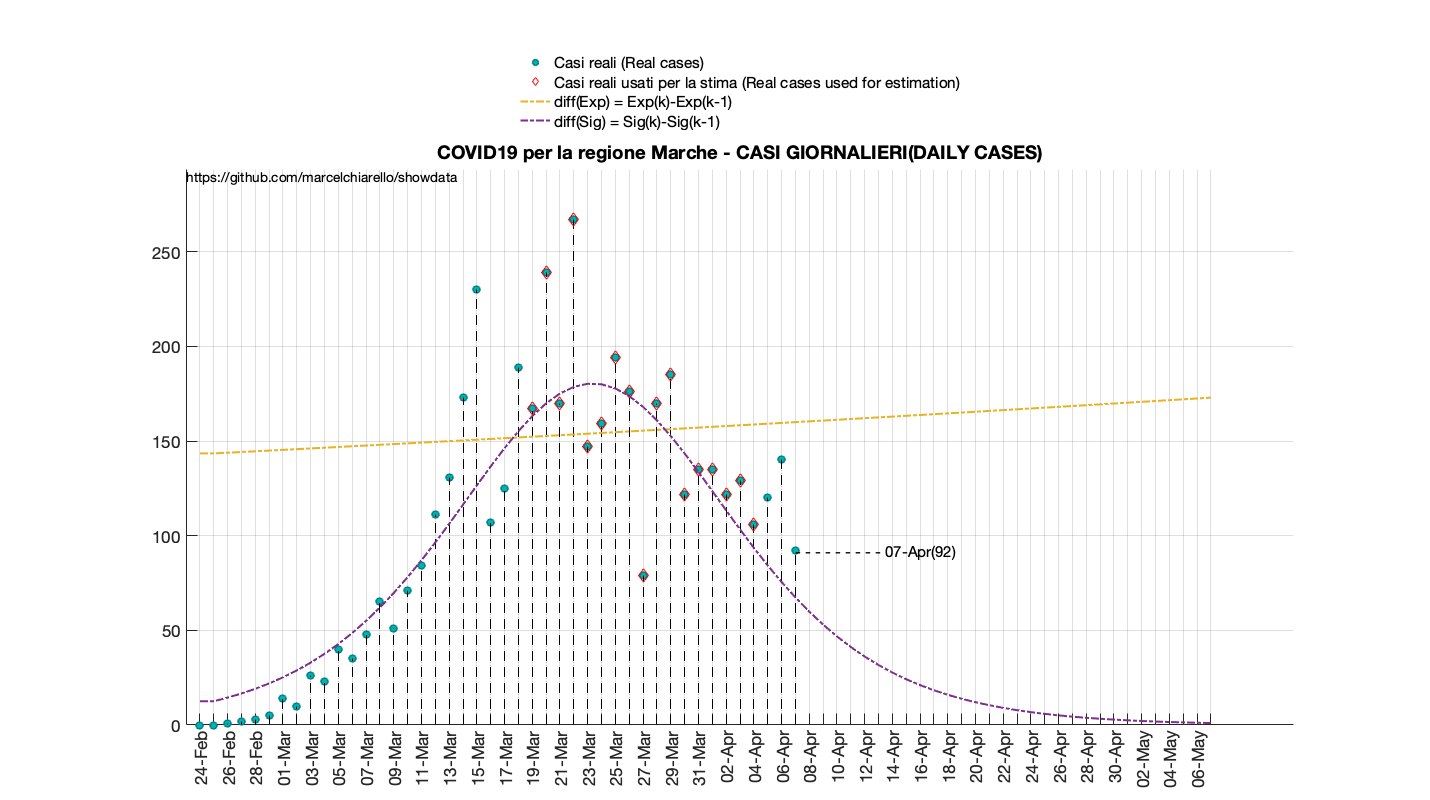 Casi reali (Real cases)
Casi reali usati per la stima (Real cases used for estimation)
diff(Exp) = Exp(k)-Exp(k-1)
diff(Sig) = Sig(k)-Sig(k-1)
COVID19 per la regione Marche - CASI GIORNALIERI(DAILY CASES)
https://github.com/marcelchiarello/showdata
250
200
150
100
50
0
07-Apr(92)
24-Feb
26-Feb
28-Feb
01-Mar
03-Mar
05-Mar
07-Mar
09-Mar
11-Mar
13-Mar
15-Mar
17-Mar
19-Mar
21-Mar
23-Mar
25-Mar
27-Mar
29-Mar
31-Mar
02-Apr
04-Apr
06-Apr
08-Apr
10-Apr
12-Apr
14-Apr
16-Apr
18-Apr
20-Apr
22-Apr
24-Apr
26-Apr
28-Apr
30-Apr
02-May
04-May
06-May